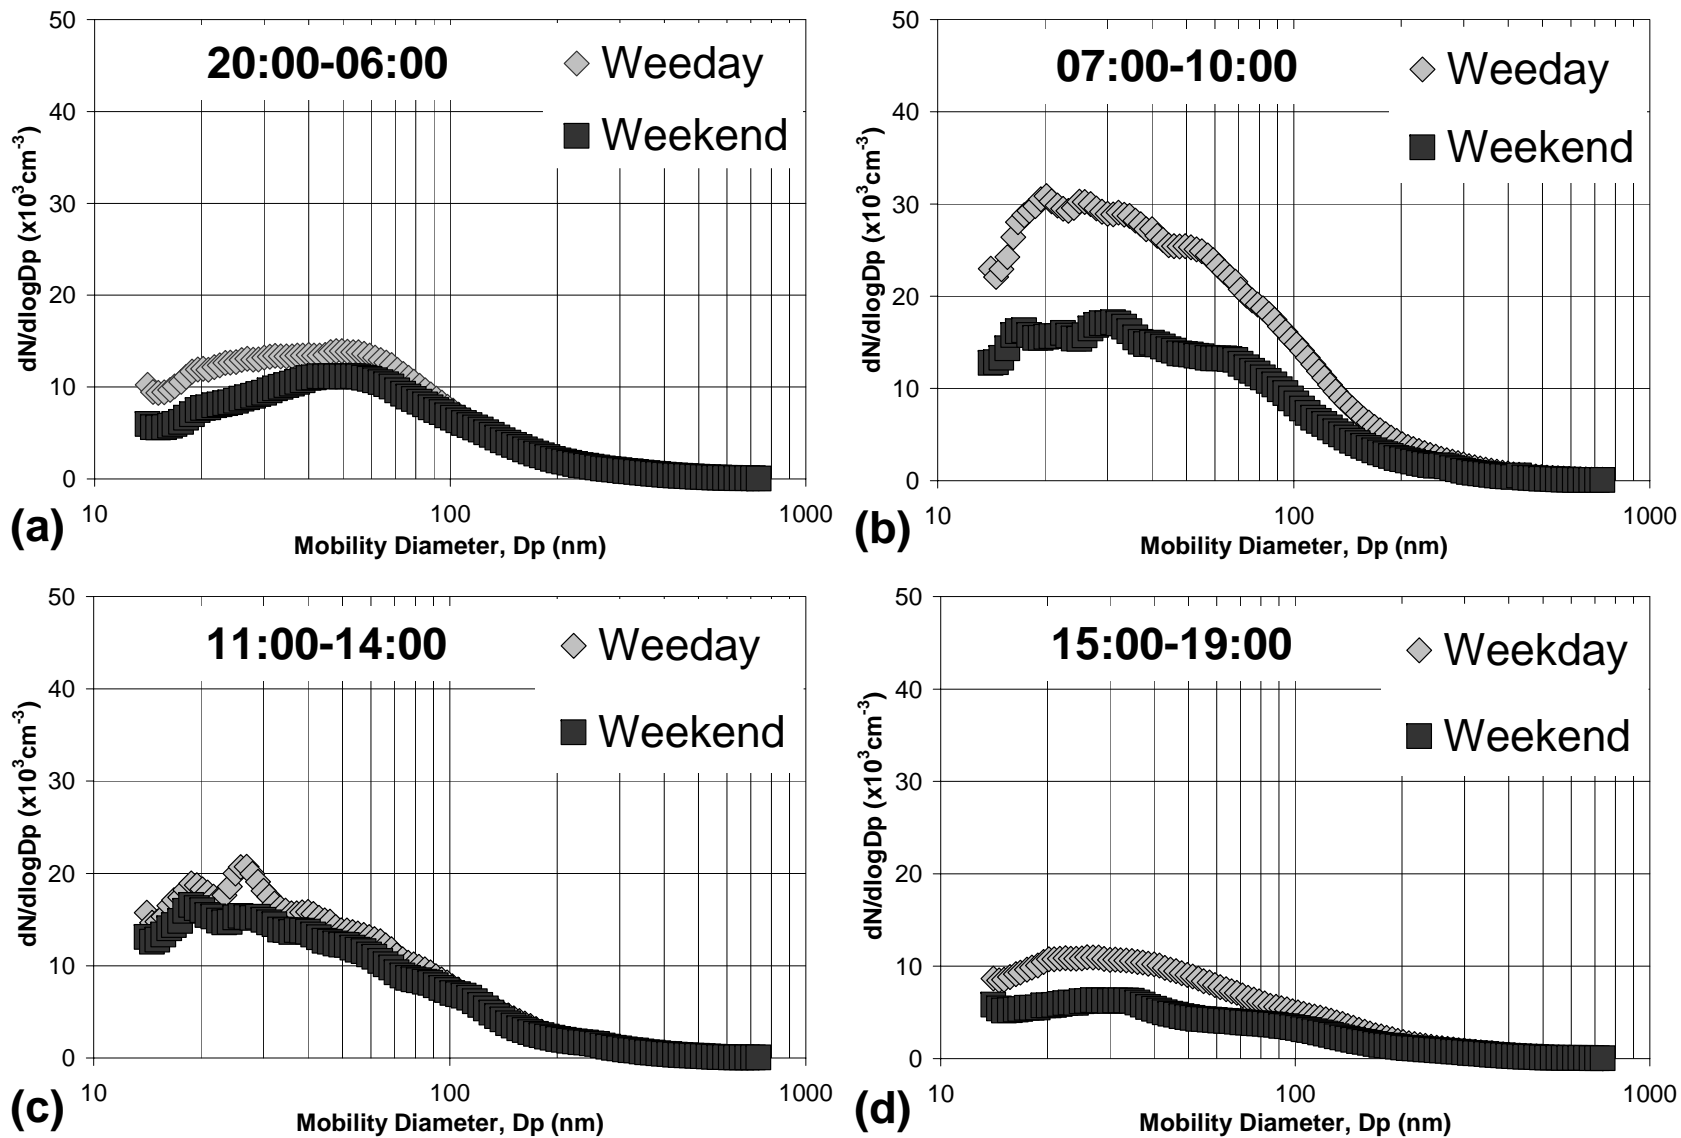 20:00-06:00
Weeday
Weekend
50
40
30
20
10
0
dN/dlogDp (x10³cm⁻³)
10
100
1000
Mobility Diameter, Dp (nm)
(a)
07:00-10:00
Weeday
Weekend
50
40
30
20
10
0
dN/dlogDp (x10³cm⁻³)
10
100
1000
Mobility Diameter, Dp (nm)
(b)
11:00-14:00
Weeday
Weekend
50
40
30
20
10
0
dN/dlogDp (x10³cm⁻³)
10
100
1000
Mobility Diameter, Dp (nm)
(c)
15:00-19:00
Weekday
Weekend
50
40
30
20
10
0
dN/dlogDp (x10³cm⁻³)
10
100
1000
Mobility Diameter, Dp (nm)
(d)